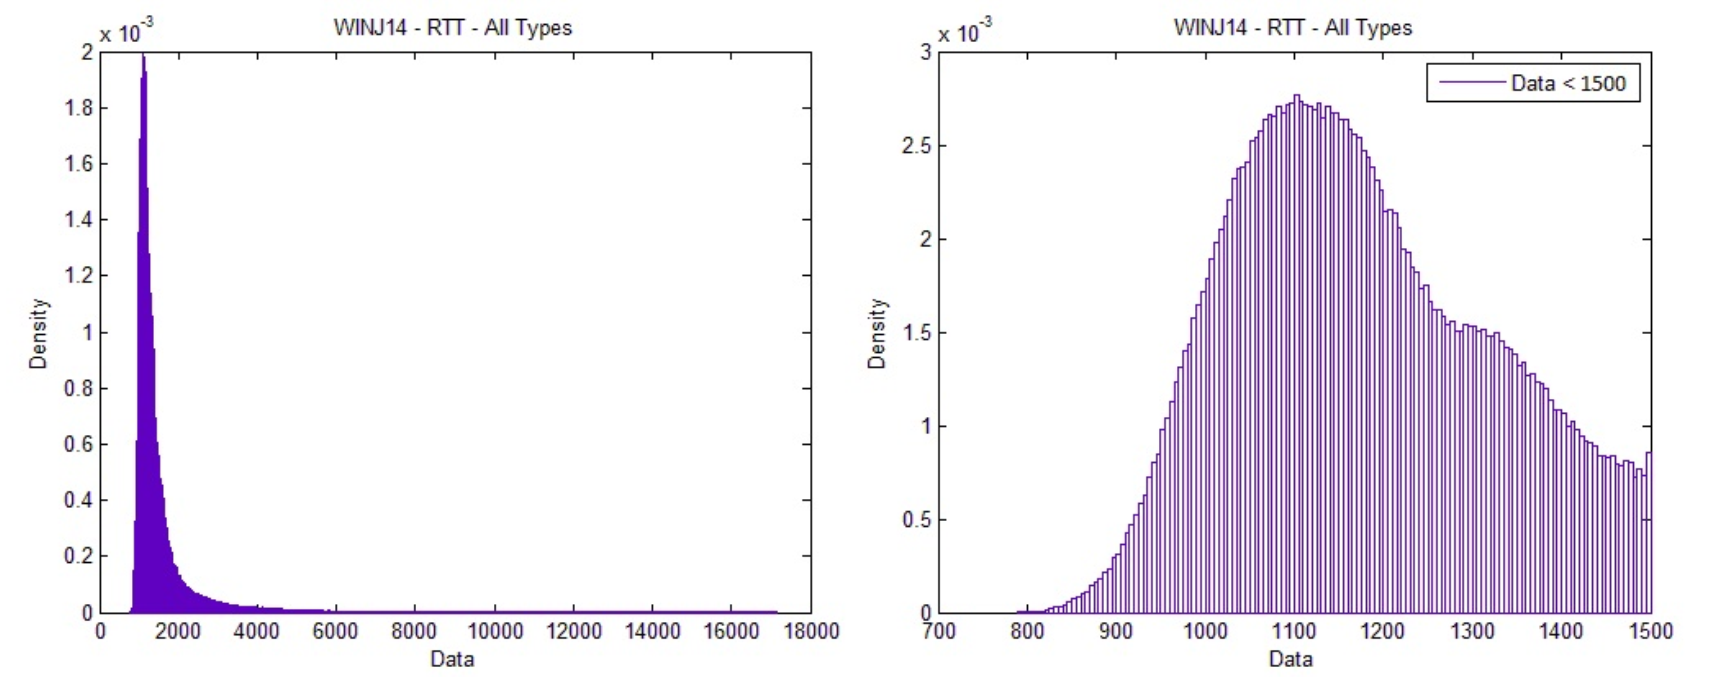 WINJ14 - RTT - All Types
x 10-3
2
1.8
1.6
1.4
1.2
1
0.8
0.6
0.4
0.2
0
Density
0 2000 4000 6000 8000 10000 12000 14000 16000 18000
Data
WINJ14 - RTT - All Types
x 10-3
Data < 1500
3
2.5
2
1.5
1
0.5
0
Density
700 800 900 1000 1100 1200 1300 1400 1500
Data